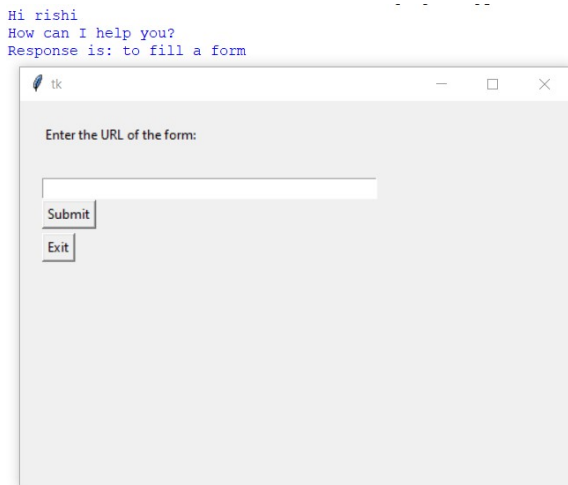 Hi rishi
How can I help you?
Response is: to fill a form
tk
Enter the URL of the form:
Submit
Exit